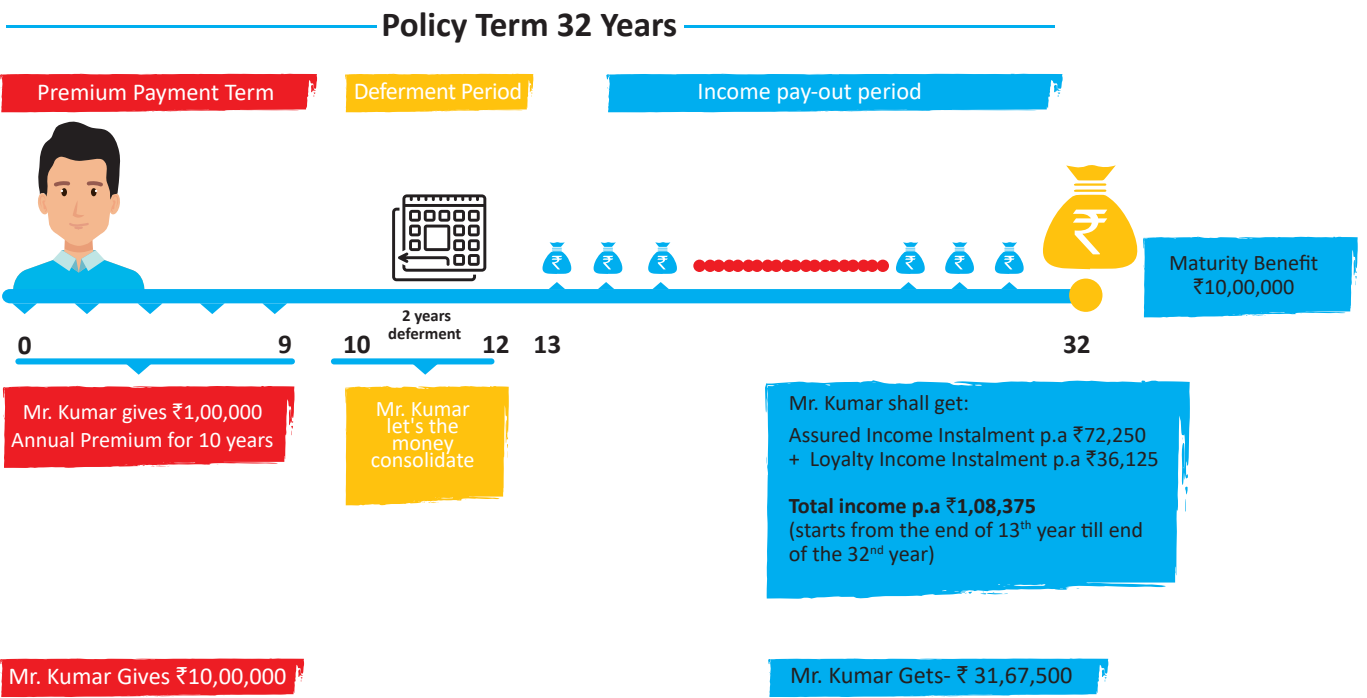 Policy Term 32 Years
Premium Payment Term
Deferment Period
Income pay-out period
₹
₹
₹
₹
₹
₹
₹
Maturity Benefit
₹10,00,000
2 years
deferment
0
9
10
12
13
32
Mr. Kumar gives ₹1,00,000
Annual Premium for 10 years
Mr. Kumar
let's the
money
consolidate
Mr. Kumar shall get:
Assured Income Instalment p.a ₹72,250
+ Loyalty Income Instalment p.a ₹36,125
Total income p.a ₹1,08,375
(starts from the end of 13th year till end
of the 32nd year)
Mr. Kumar Gives ₹10,00,000
Mr. Kumar Gets- ₹ 31,67,500